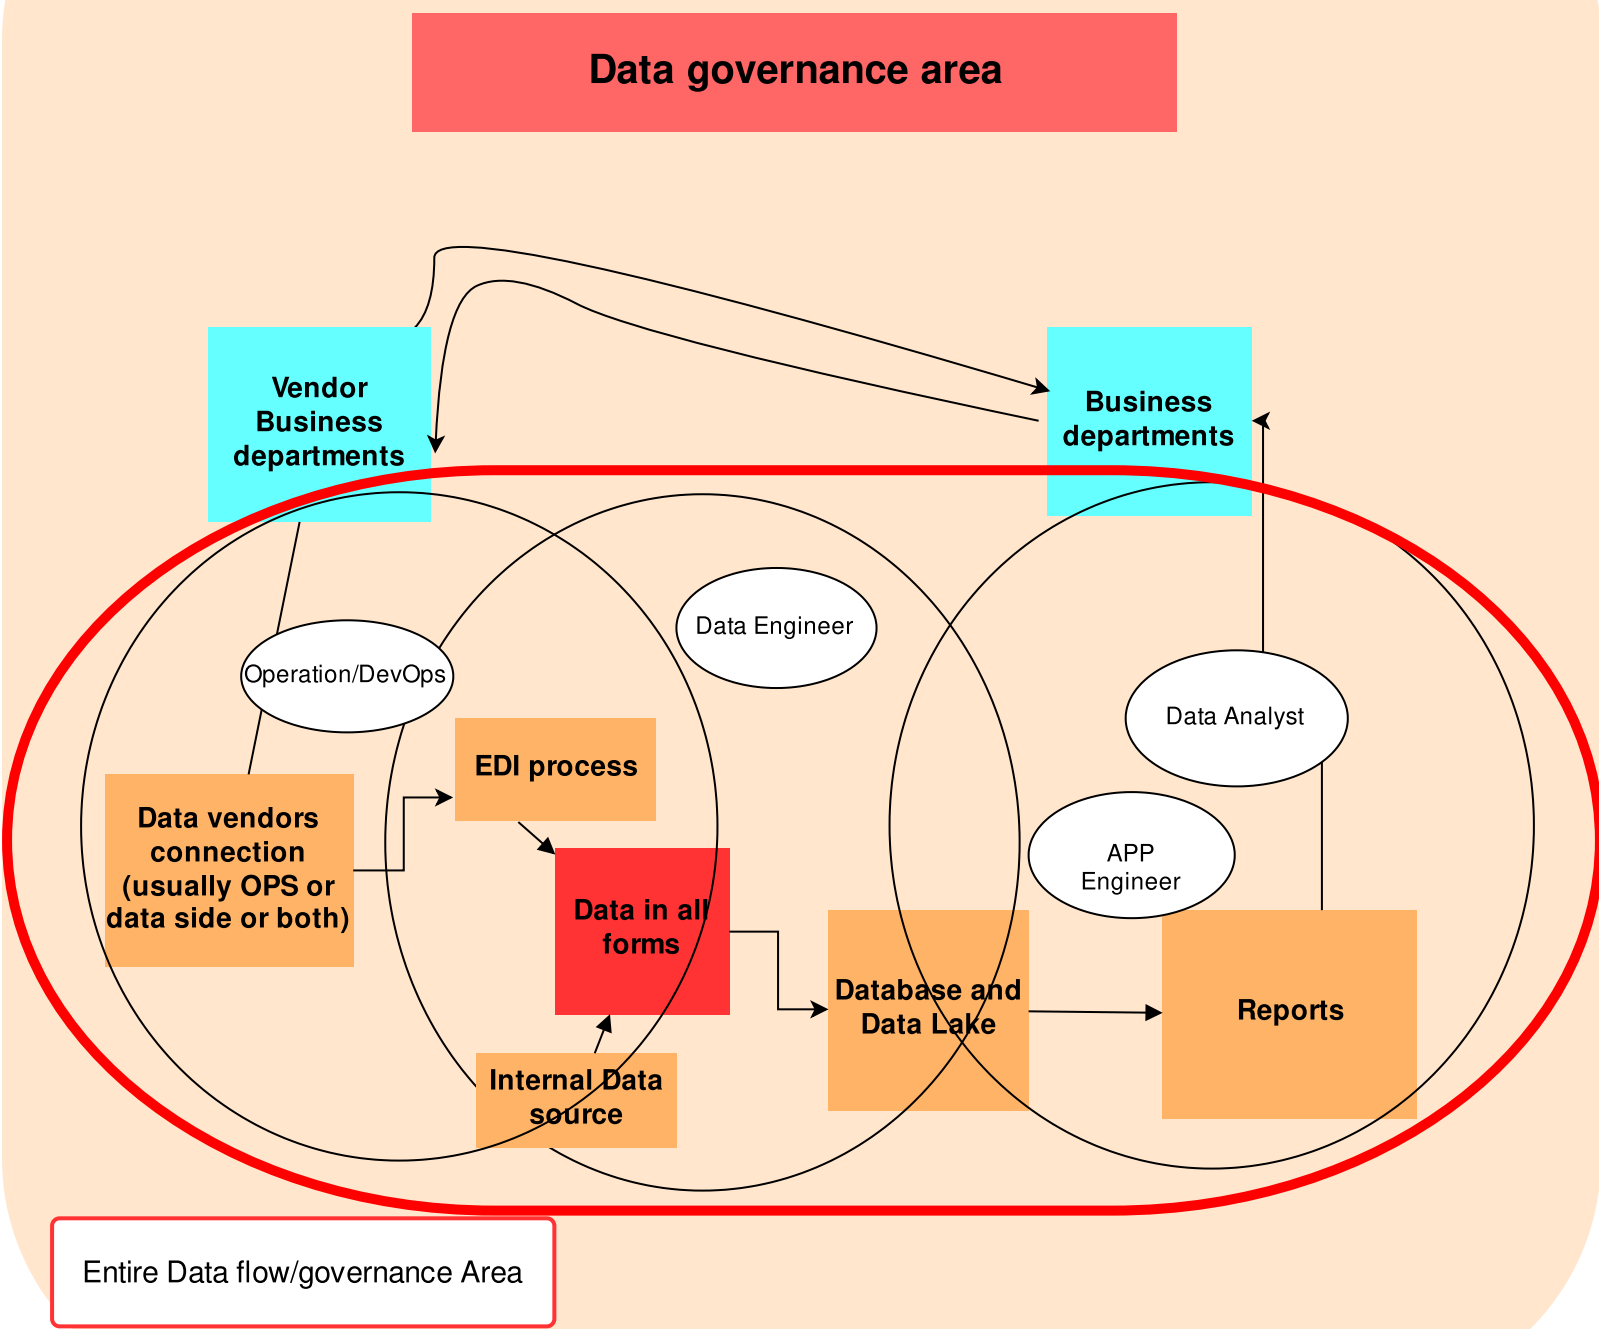 Data governance area
Vendor
Business
departments
Business
departments
Data Engineer
Operation/DevOps
Data Analyst
EDI process
Data vendors
connection
(usually OPS or
data side or both)
APP
Engineer
Data in all
forms
Database and
Data Lake
Reports
Internal Data
source
Entire Data flow/governance Area